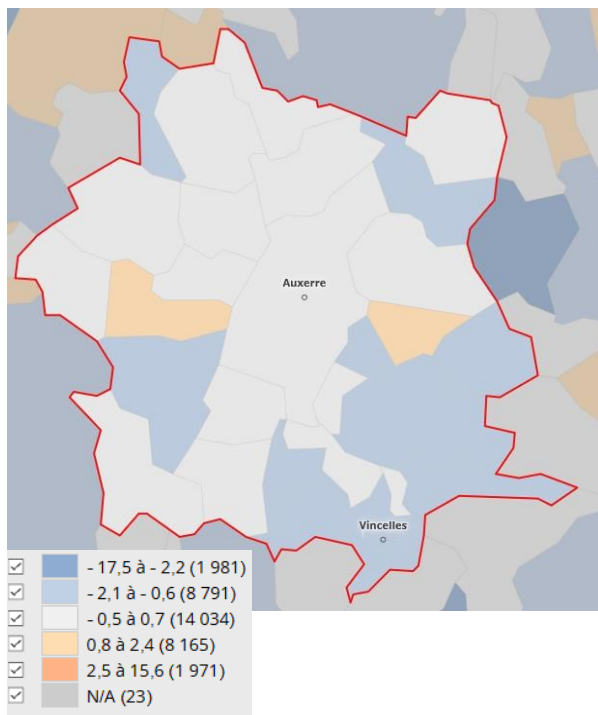 Auxerre
Vincelles
- 17,5 à - 2,2 (1 981)
- 2,1 à - 0,6 (8 791)
- 0,5 à 0,7 (14 034)
0,8 à 2,4 (8 165)
2,5 à 15,6 (1 971)
N/A (23)